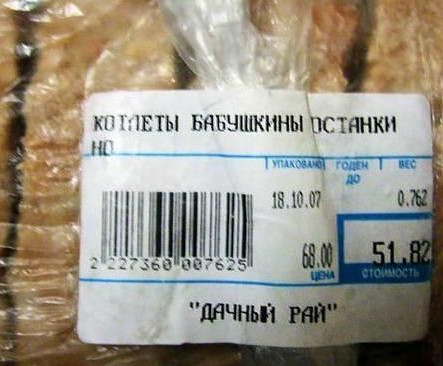 КОТЛЕТЫ БАБУШКИНЫ ОСТАНКИ
НО
УПАКОВАНО ГОДЕН ДО ВЕС
18.10.07 0.762
68.00 51.82
ЦЕНА СТОИМОСТЬ
2 227360 007625
"ДАЧНЫЙ РАЙ"